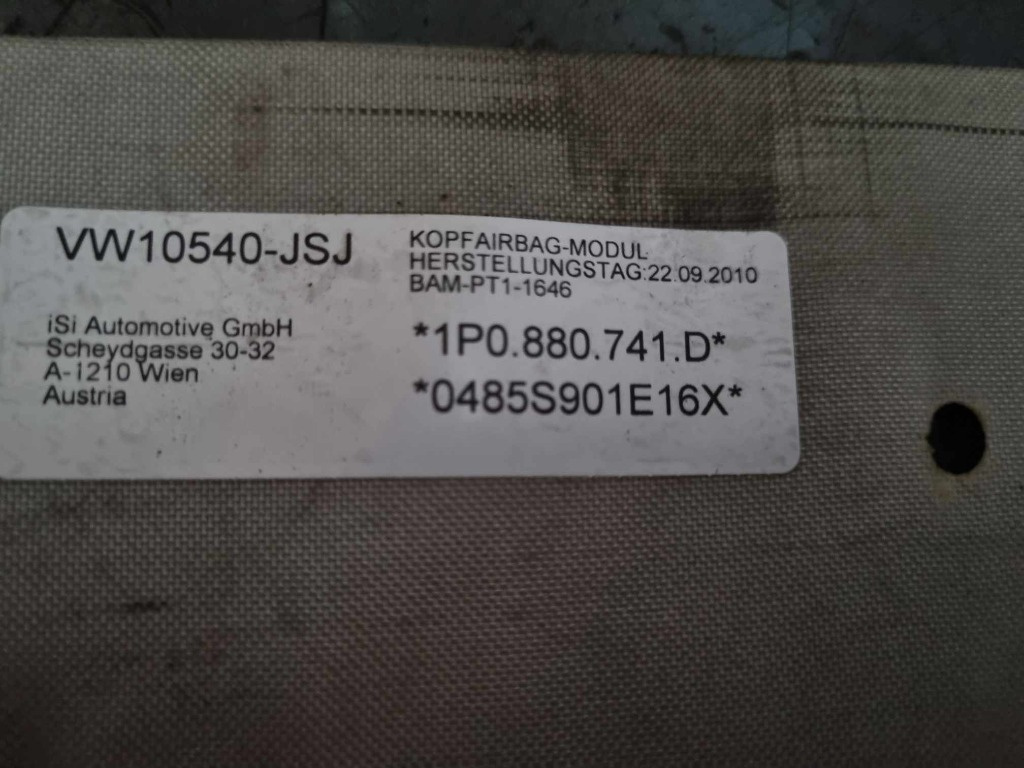 VW10540-JSJ
KOPFAIRBAG-MODUL
HERSTELLUNGSTAG:22.09.2010
BAM-PT1-1646
iSi Automotive GmbH
Scheydgasse 30-32
A-1210 Wien
Austria
*1P0.880.741.D*
*0485S901E16X*